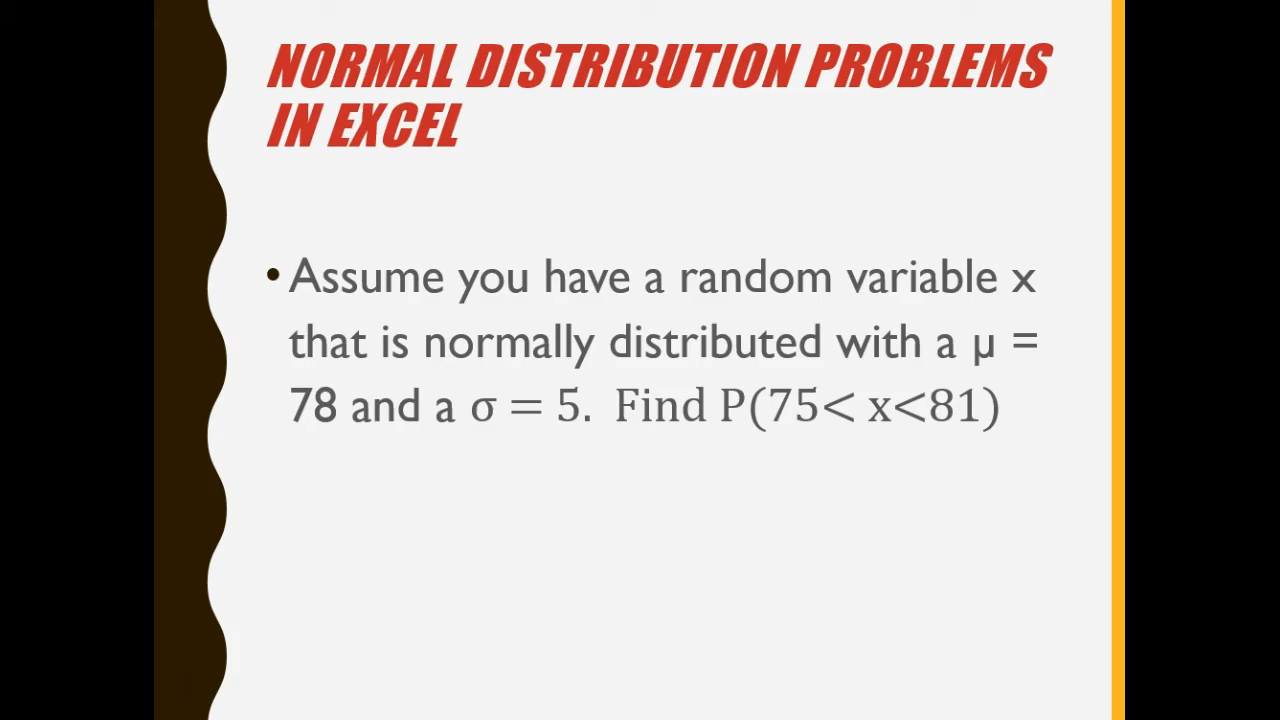 NORMAL DISTRIBUTION PROBLEMS
IN EXCEL
• Assume you have a random variable x
that is normally distributed with a μ =
78 and a σ = 5. Find P(75< x<81)